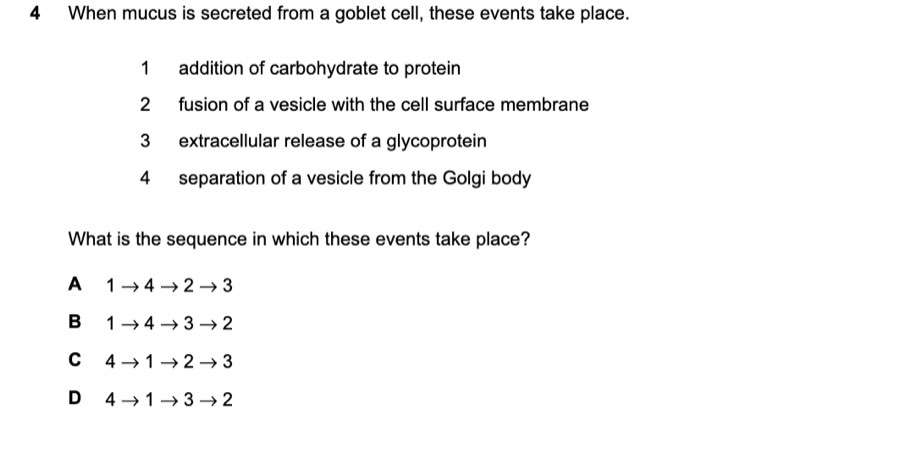 4 When mucus is secreted from a goblet cell, these events take place.
1 addition of carbohydrate to protein
2 fusion of a vesicle with the cell surface membrane
3 extracellular release of a glycoprotein
4 separation of a vesicle from the Golgi body
What is the sequence in which these events take place?
A 1 → 4 → 2 → 3
B 1 → 4 → 3 → 2
C 4 → 1 → 2 → 3
D 4 → 1 → 3 → 2